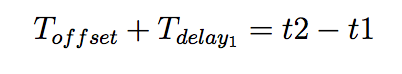 T_{offset} + T_{delay_1} = t2 - t1